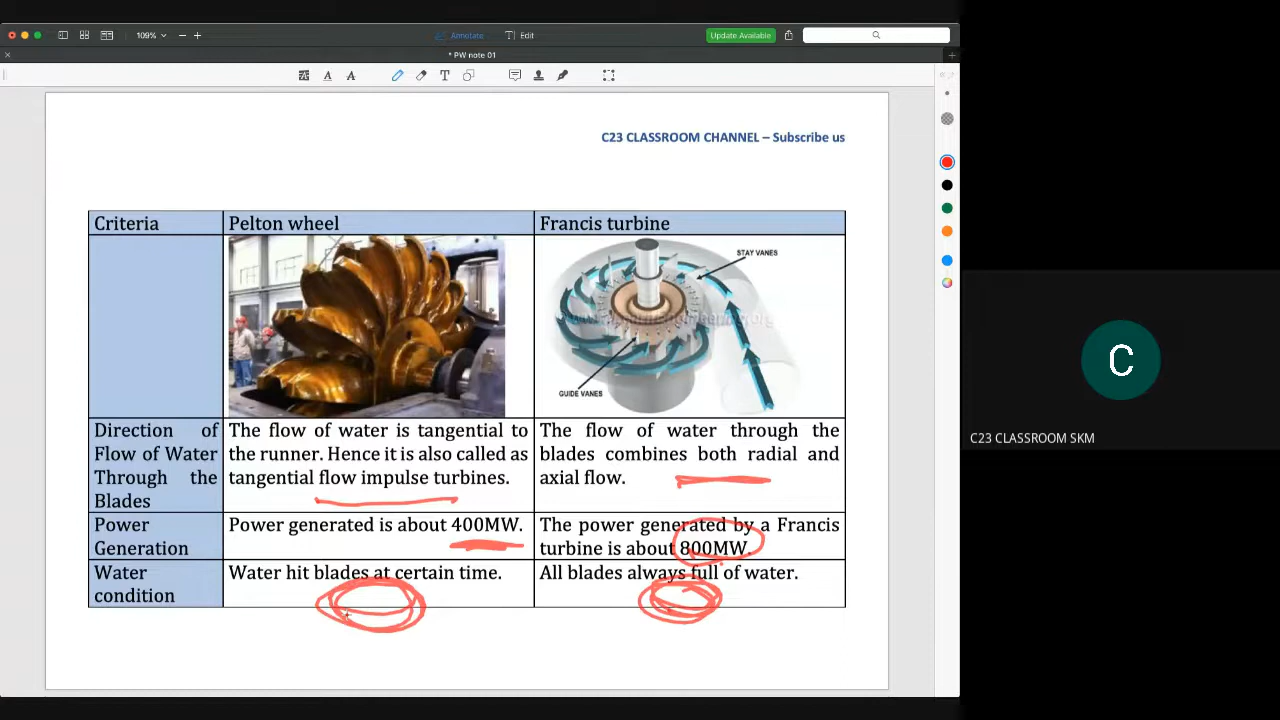 109%
Annotate
Edit
Update Available
* PW note 01
C23 CLASSROOM CHANNEL – Subscribe us
Criteria
Pelton wheel
Francis turbine
STAY VANES
GUIDE VANES
Direction of
Flow of Water
Through the
Blades
The flow of water is tangential to
the runner. Hence it is also called as
tangential flow impulse turbines.
The flow of water through the
blades combines both radial and
axial flow.
Power
Generation
Power generated is about 400MW.
The power generated by a Francis
turbine is about 800MW.
Water
condition
Water hit blades at certain time.
All blades always full of water.
C
C23 CLASSROOM SKM